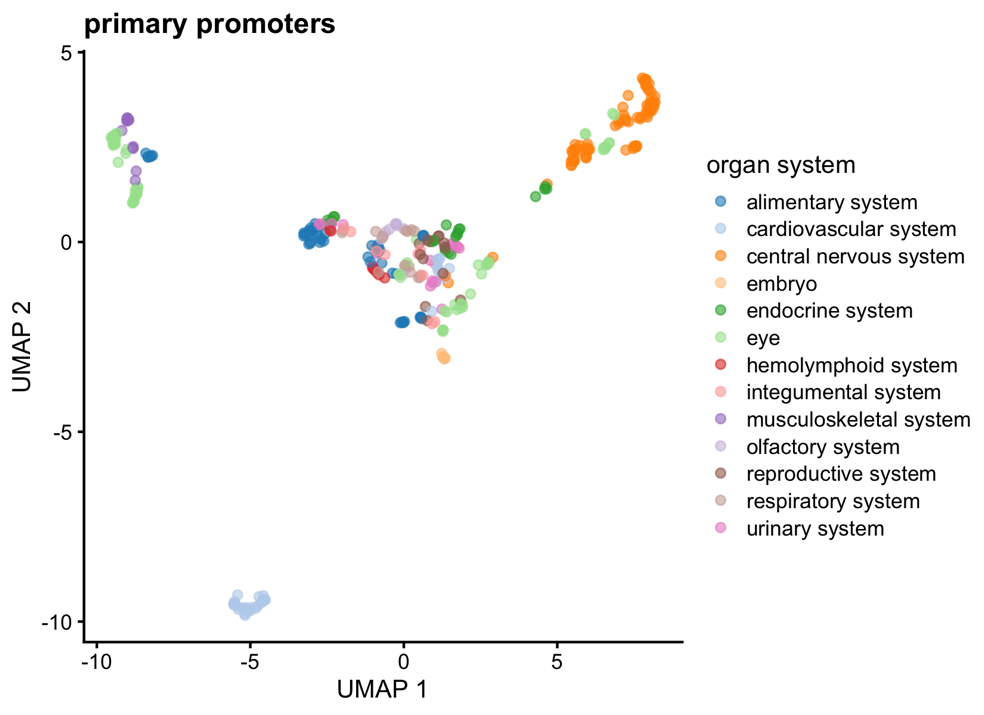 primary promoters
5
0
-5
-10
UMAP 2
-10
-5
0
5
UMAP 1
organ system
alimentary system
cardiovascular system
central nervous system
embryo
endocrine system
eye
hemolymphoid system
integumental system
musculoskeletal system
olfactory system
reproductive system
respiratory system
urinary system